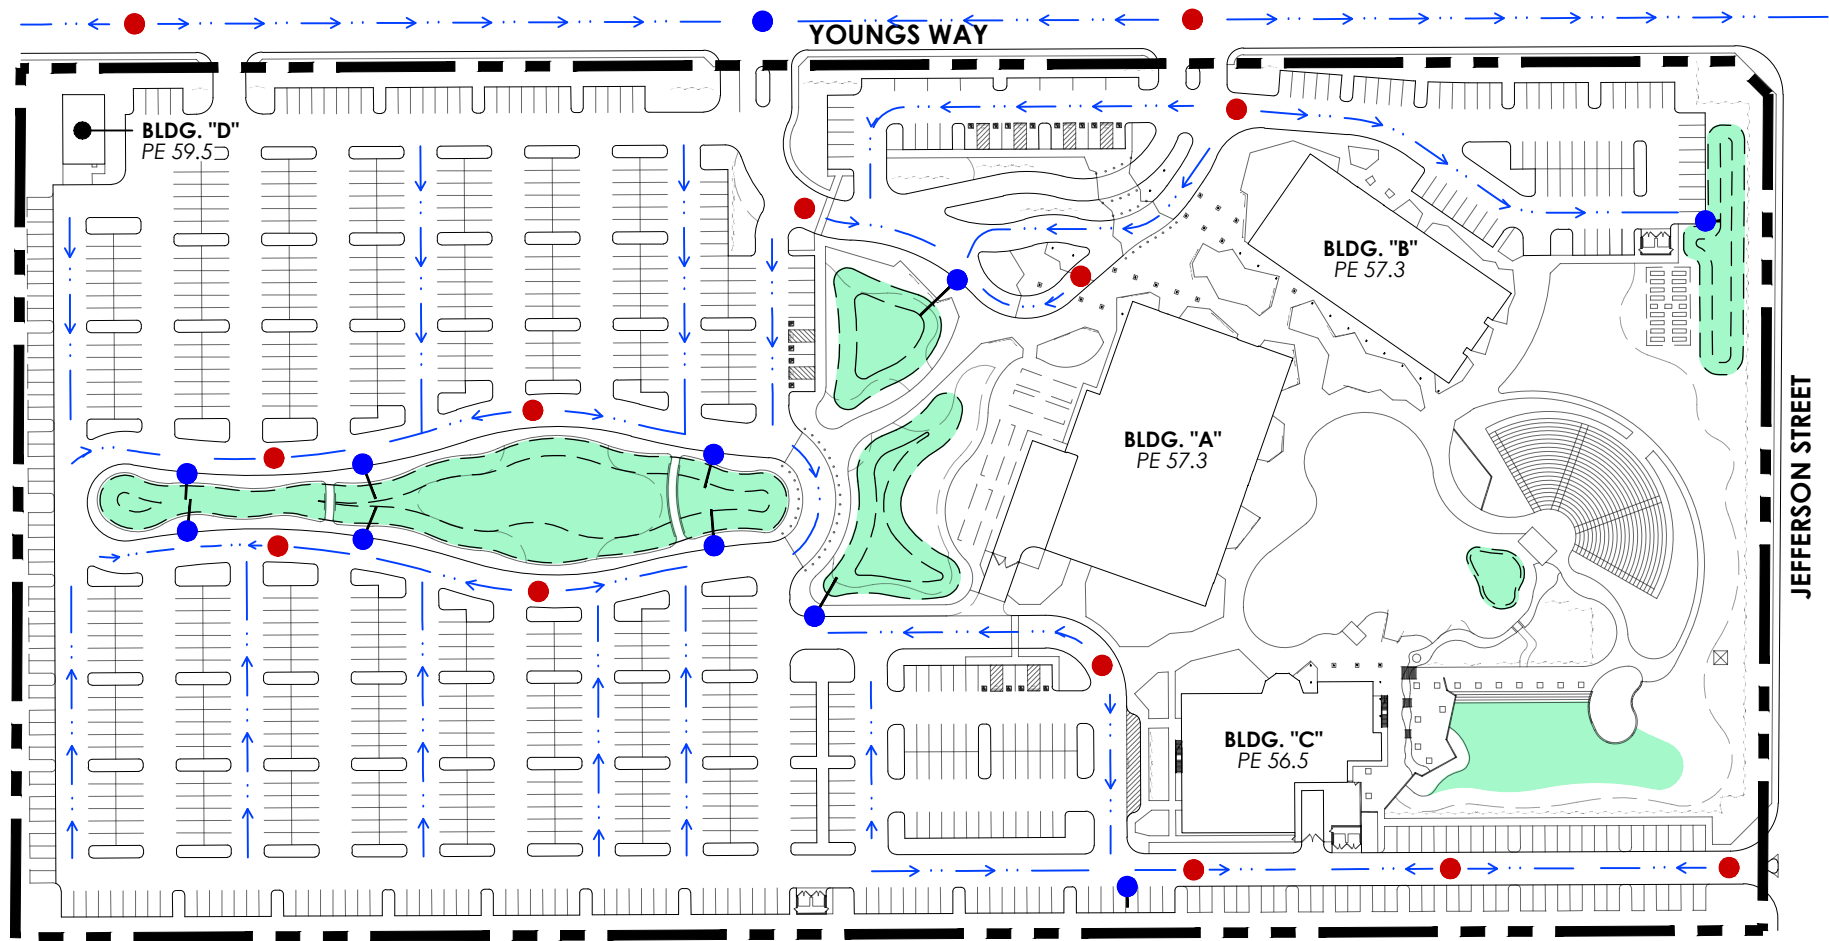 YOUNGS WAY
BLDG. "D"
PE 59.5
BLDG. "B"
PE 57.3
BLDG. "A"
PE 57.3
JEFFERSON STREET
BLDG. "C"
PE 56.5